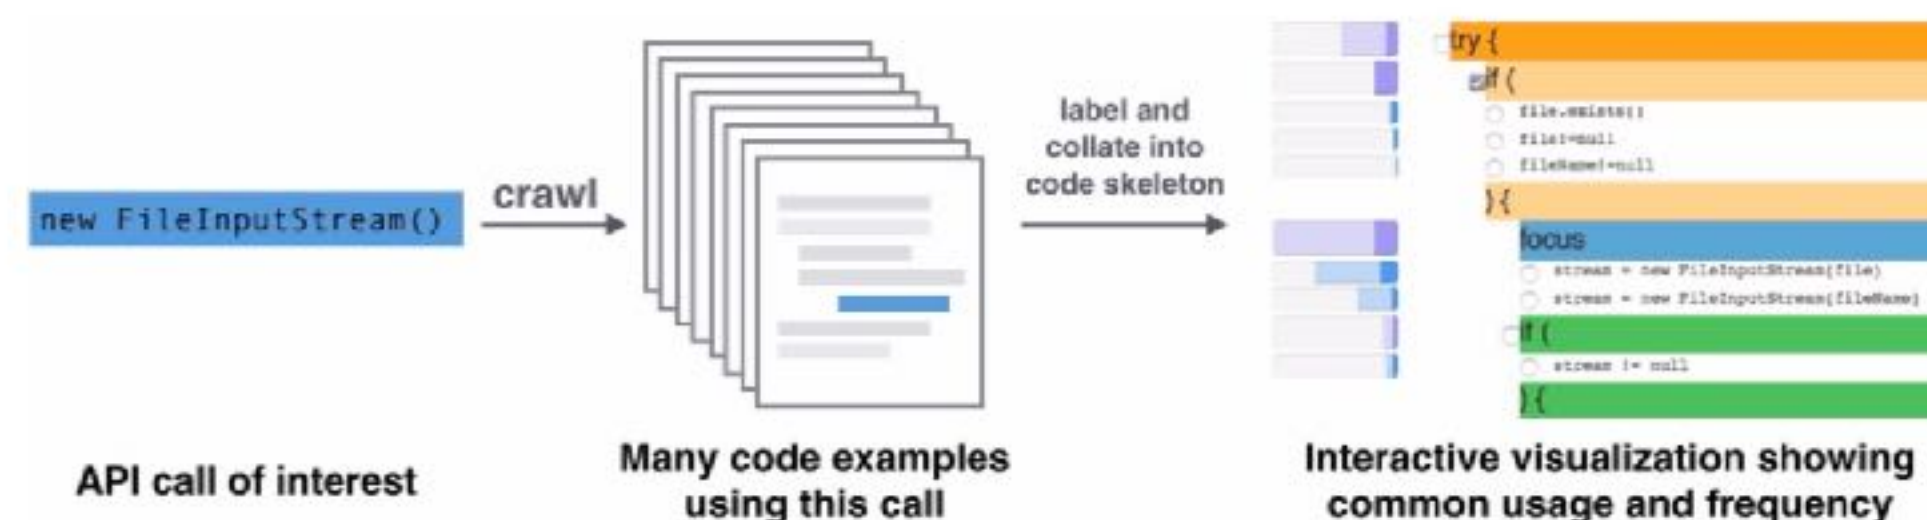 new FileInputStream()
API call of interest
crawl
Many code examples
using this call
label and
collate into
code skeleton
try {
if (
file.exists()
file!=null
fileName!=null
) {
focus
stream = new FileInputStream(file)
stream = new FileInputStream(fileName)
if (
stream != null
) {
Interactive visualization showing
common usage and frequency